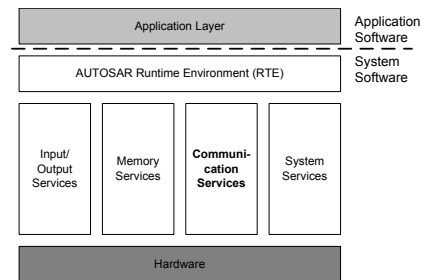 Application Layer
Application
Software
System
Software
AUTOSAR Runtime Environment (RTE)
Input/
Output
Services
Memory
Services
Communi-
cation
Services
System
Services
Hardware